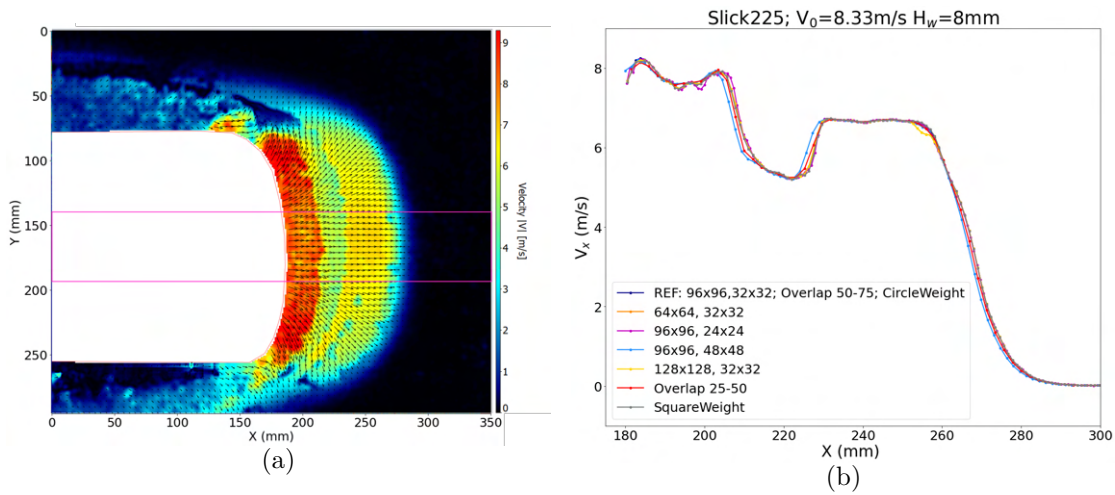 0
50
100
150
200
250
Y (mm)
0
50
100
150
200
250
300
350
X (mm)
9
8
7
6
5
4
3
2
1
0
Velocity |V| [m/s]
(a)
Slick225; V_0=8.33m/s H_w=8mm
8
6
4
2
0
V_x (m/s)
REF: 96x96,32x32; Overlap 50-75; CircleWeight
64x64, 32x32
96x96, 24x24
96x96, 48x48
128x128, 32x32
Overlap 25-50
SquareWeight
180
200
220
240
260
280
300
X (mm)
(b)